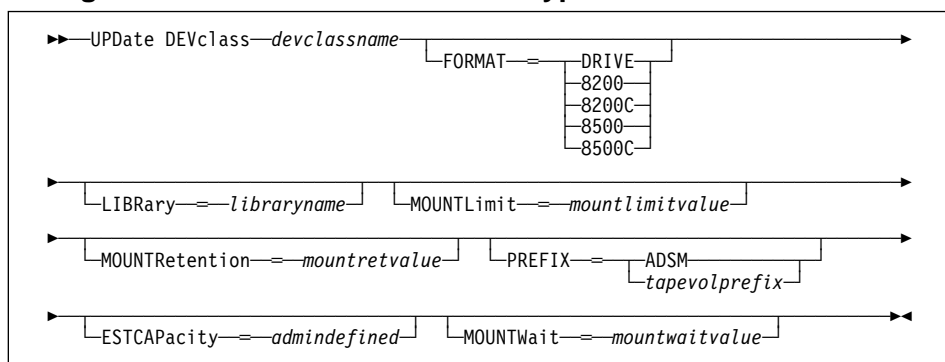 UPDate DEVclass devclassname
FORMAT = DRIVE
8200
8200C
8500
8500C
LIBRary = libraryname MOUNTLimit = mountlimitvalue
MOUNTRetention = mountretvalue PREFIX = ADSM
tapevolprefix
ESTCAPacity = admindefined MOUNTWait = mountwaitvalue